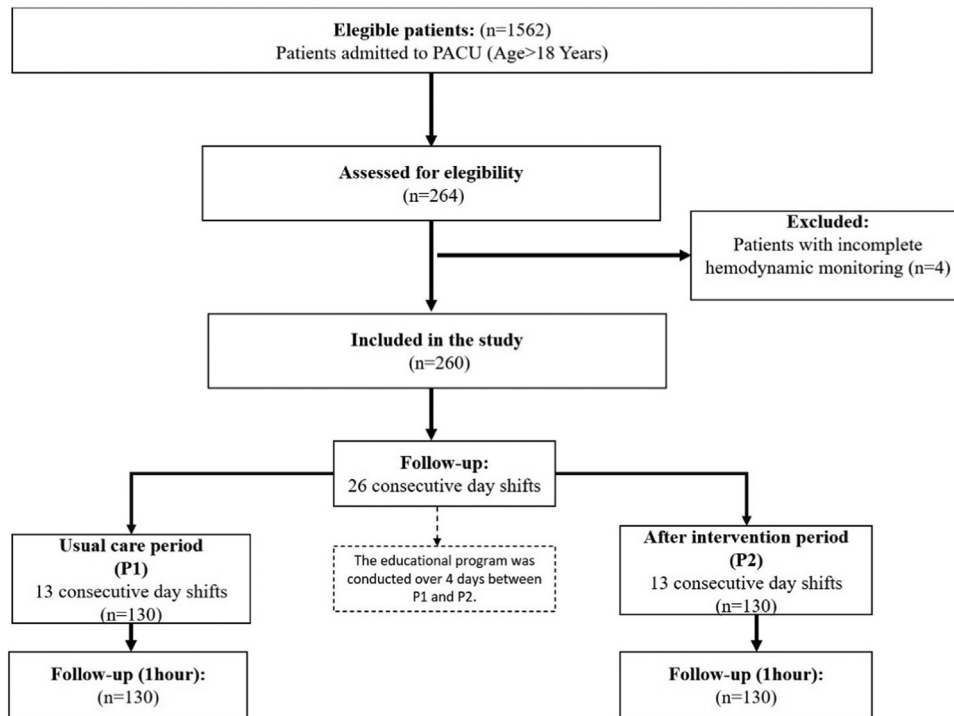 Elegible patients: (n=1562)
Patients admitted to PACU (Age>18 Years)
Assessed for elegibility
(n=264)
Excluded:
Patients with incomplete
hemodynamic monitoring (n=4)
Included in the study
(n=260)
Follow-up:
26 consecutive day shifts
Usual care period
(P1)
13 consecutive day shifts
(n=130)
The educational program was
conducted over 4 days between
P1 and P2.
After intervention period
(P2)
13 consecutive day shifts
(n=130)
Follow-up (1hour):
(n=130)
Follow-up (1hour):
(n=130)